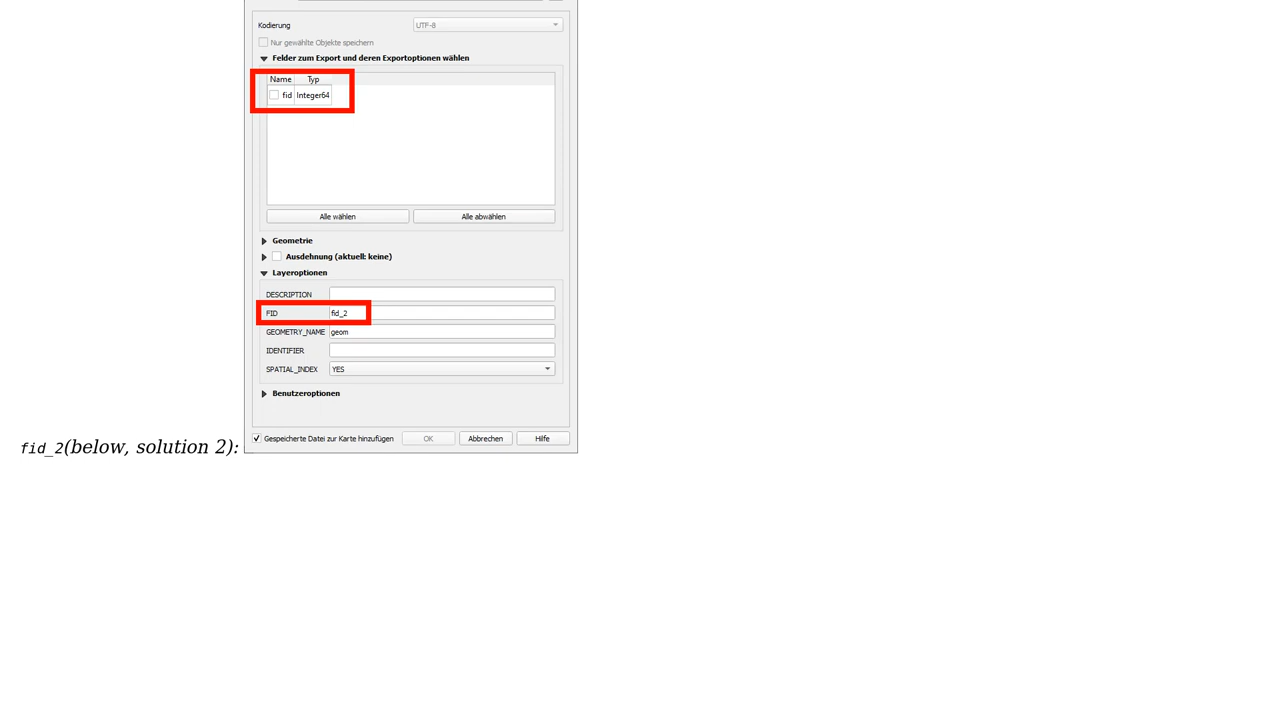 Kodierung UTF-8
Nur gewählte Objekte speichern
Felder zum Export und deren Exportoptionen wählen
Name Typ
fid Integer64
Alle wählen Alle abwählen
Geometrie
Ausdehnung (aktuell: keine)
Layeroptionen
DESCRIPTION
FID fid_2
GEOMETRY_NAME geom
IDENTIFIER
SPATIAL_INDEX YES
Benutzeroptionen
Gespeicherte Datei zur Karte hinzufügen OK Abbrechen Hilfe
fid_2(below, solution 2):